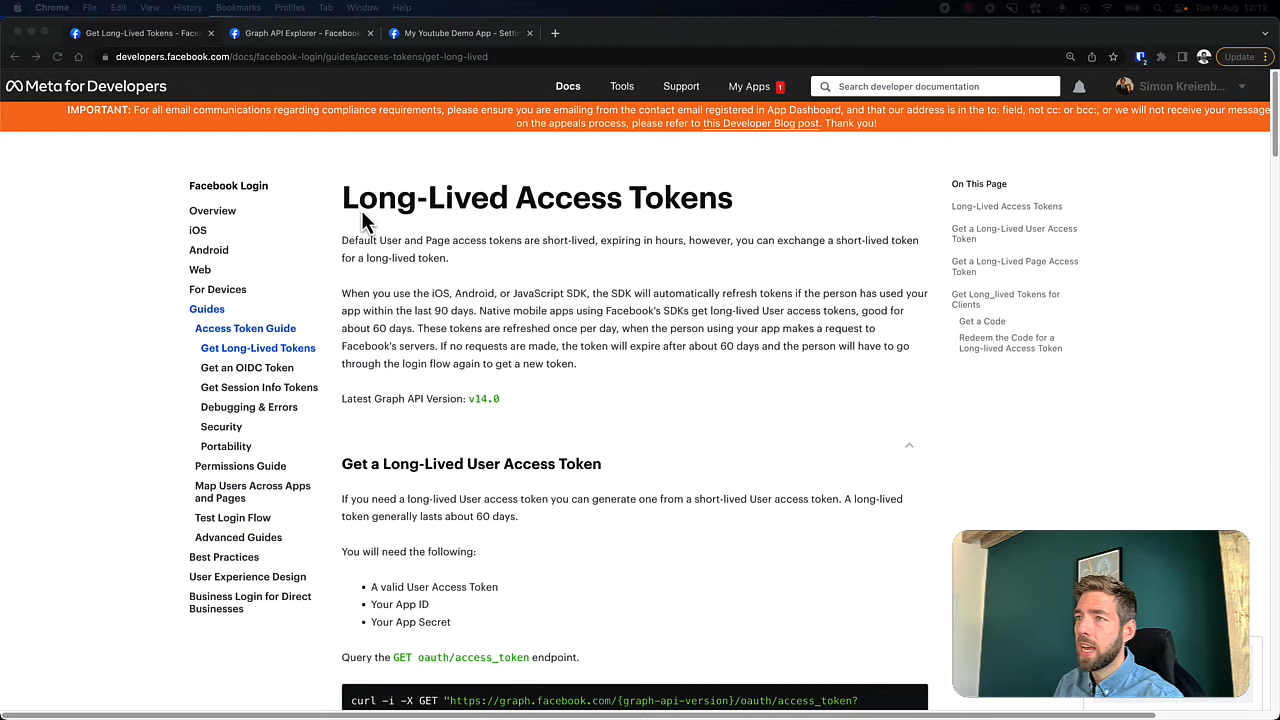 Chrome File Edit View History Bookmarks Profiles Tab Window Help Tue 9. Aug 12:12
Get Long-Lived Tokens - Face Graph API Explorer - Facebook My Youtube Demo App - Setti
developers.facebook.com/docs/facebook-login/guides/access-tokens/get-long-lived Update
Meta for Developers Docs Tools Support My Apps 1 Search developer documentation Simon Kreienb...
IMPORTANT: For all email communications regarding compliance requirements, please ensure you are emailing from the contact email registered in App Dashboard, and that our address is in the to: field, not cc: or bcc:, or we will not receive your message
on the appeals process, please refer to this Developer Blog post. Thank you!
Facebook Login
Overview
iOS
Android
Web
For Devices
Guides
Access Token Guide
Get Long-Lived Tokens
Get an OIDC Token
Get Session Info Tokens
Debugging & Errors
Security
Portability
Permissions Guide
Map Users Across Apps
and Pages
Test Login Flow
Advanced Guides
Best Practices
User Experience Design
Business Login for Direct
Businesses
Long-Lived Access Tokens
Default User and Page access tokens are short-lived, expiring in hours, however, you can exchange a short-lived token
for a long-lived token.
When you use the iOS, Android, or JavaScript SDK, the SDK will automatically refresh tokens if the person has used your
app within the last 90 days. Native mobile apps using Facebook's SDKs get long-lived User access tokens, good for
about 60 days. These tokens are refreshed once per day, when the person using your app makes a request to
Facebook's servers. If no requests are made, the token will expire after about 60 days and the person will have to go
through the login flow again to get a new token.
Latest Graph API Version: v14.0
Get a Long-Lived User Access Token
If you need a long-lived User access token you can generate one from a short-lived User access token. A long-lived
token generally lasts about 60 days.
You will need the following:
• A valid User Access Token
• Your App ID
• Your App Secret
Query the GET oauth/access_token endpoint.
curl -i -X GET "https://graph.facebook.com/{graph-api-version}/oauth/access_token?
On This Page
Long-Lived Access Tokens
Get a Long-Lived User Access
Token
Get a Long-Lived Page Access
Token
Get Long_lived Tokens for
Clients
Get a Code
Redeem the Code for a
Long-lived Access Token